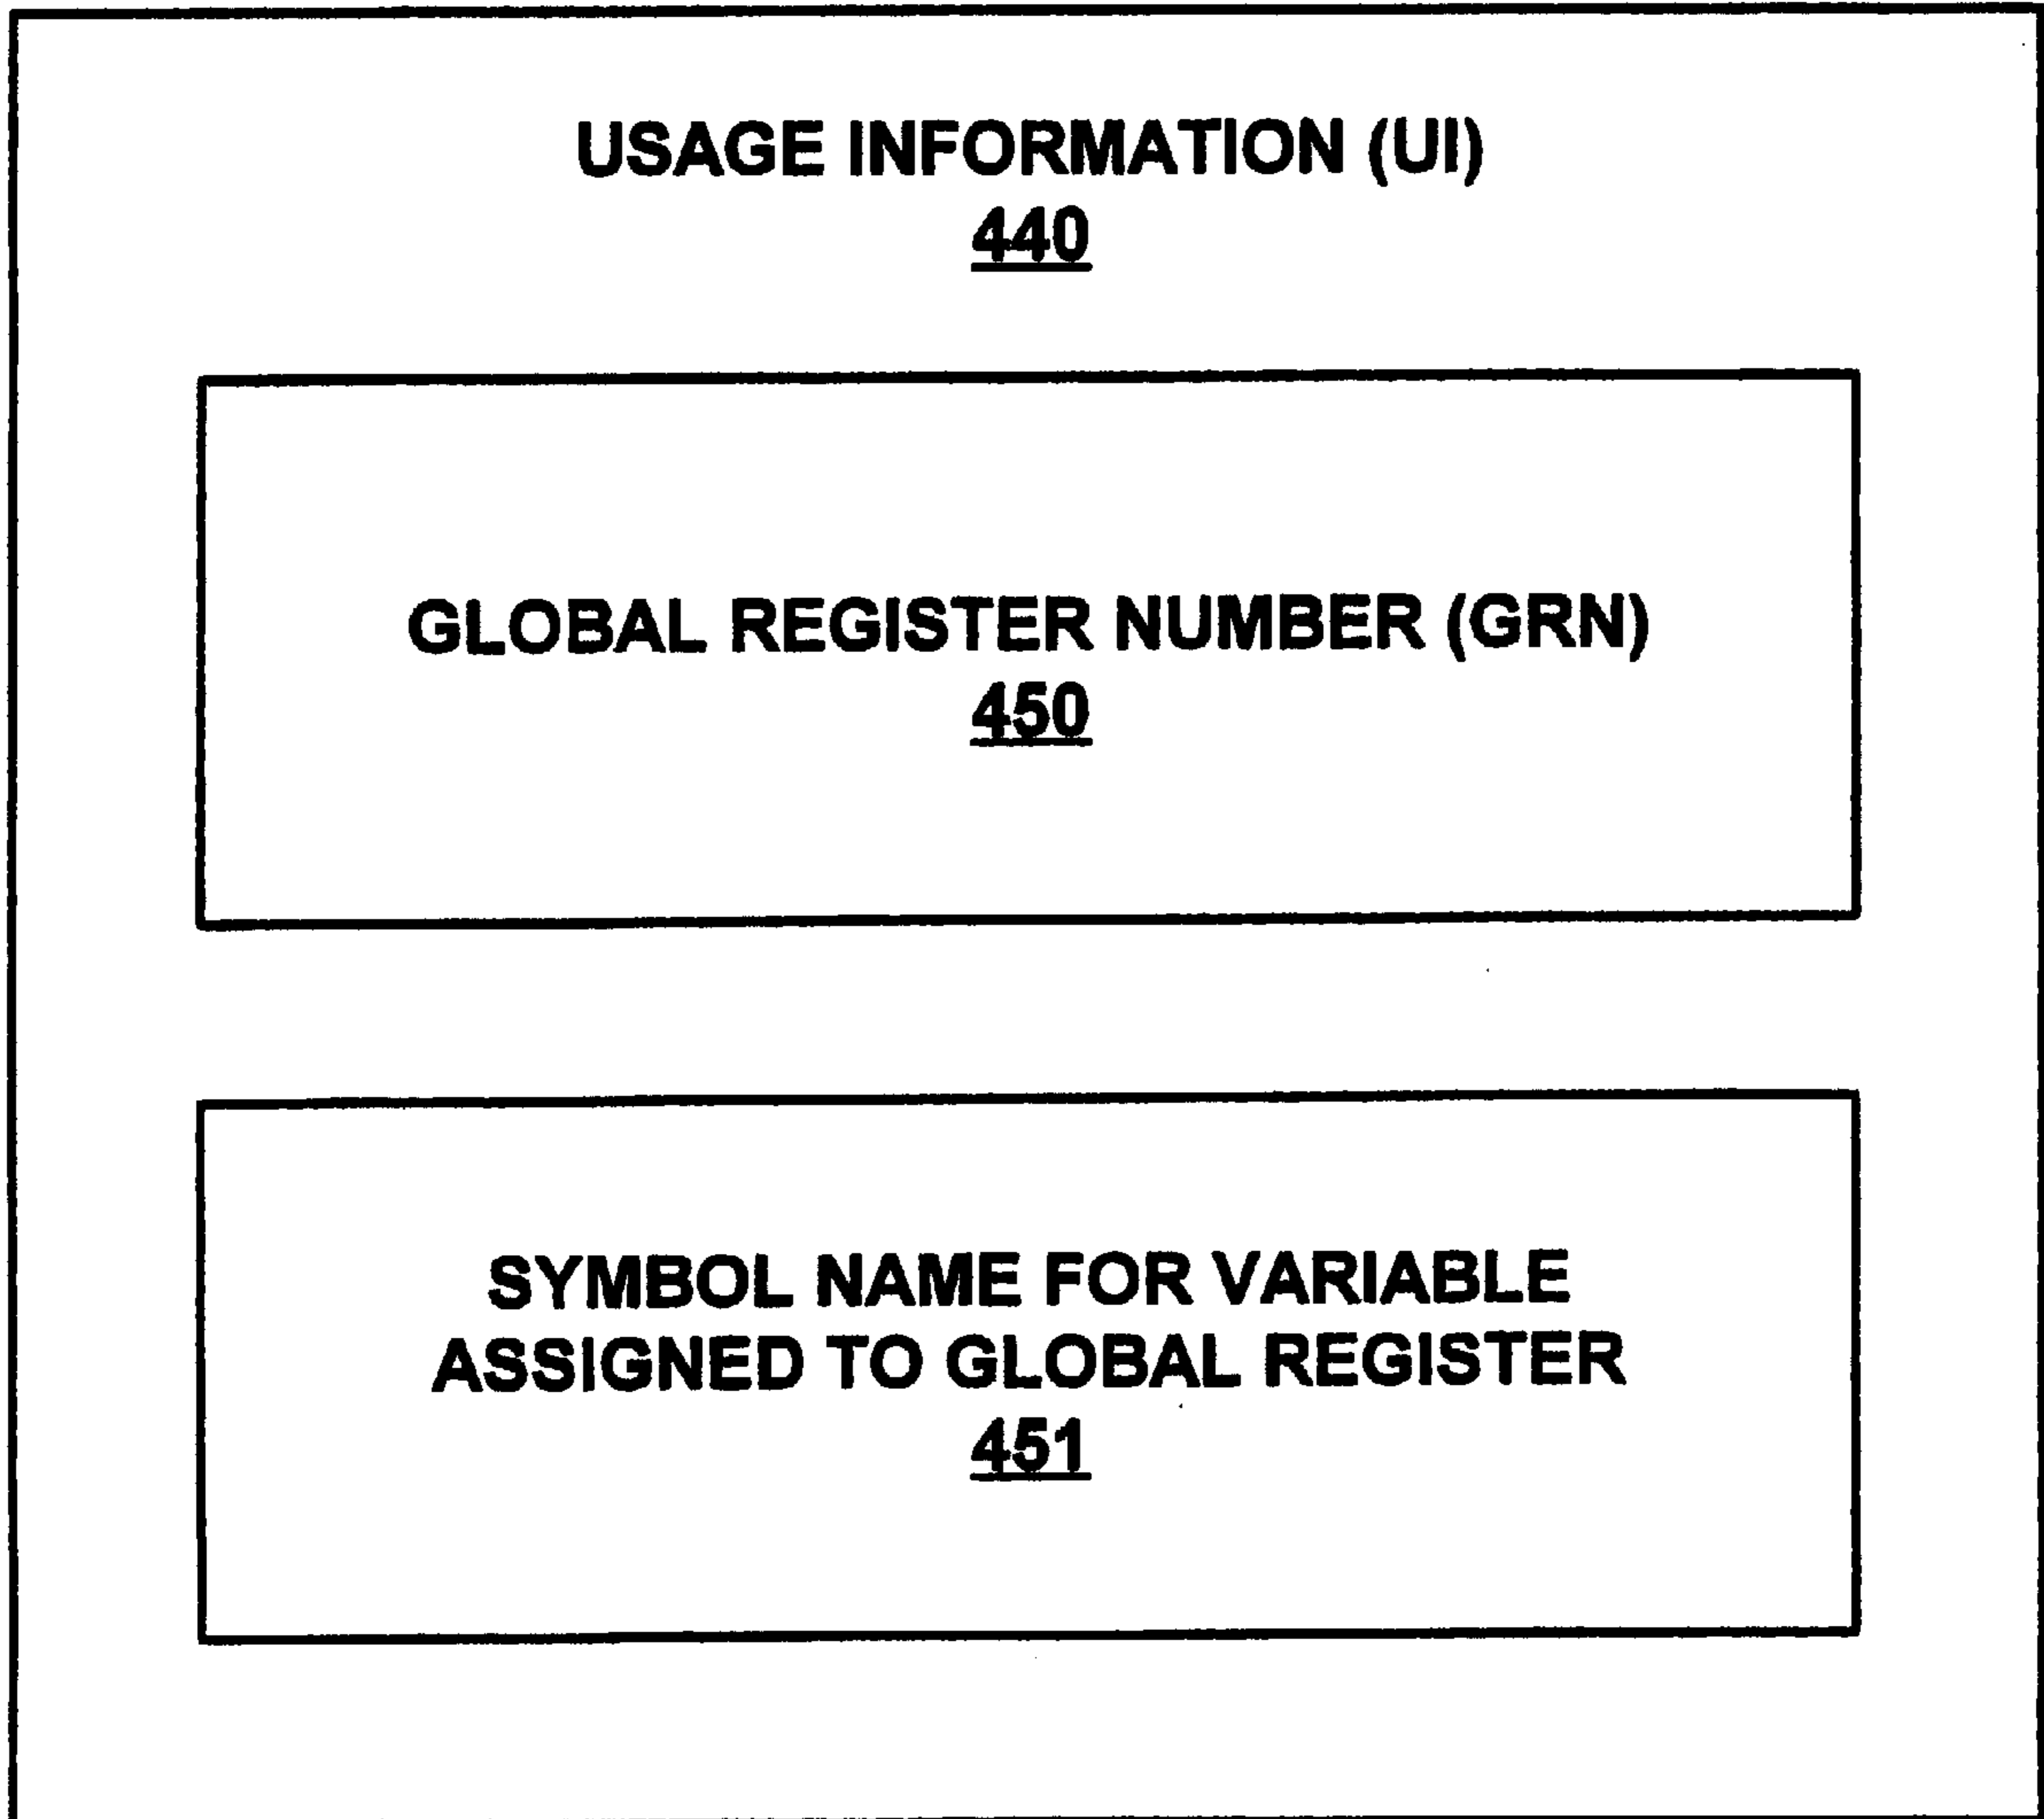 USAGE INFORMATION (UI)
440
GLOBAL REGISTER NUMBER (GRN)
450
SYMBOL NAME FOR VARIABLE
ASSIGNED TO GLOBAL REGISTER
451